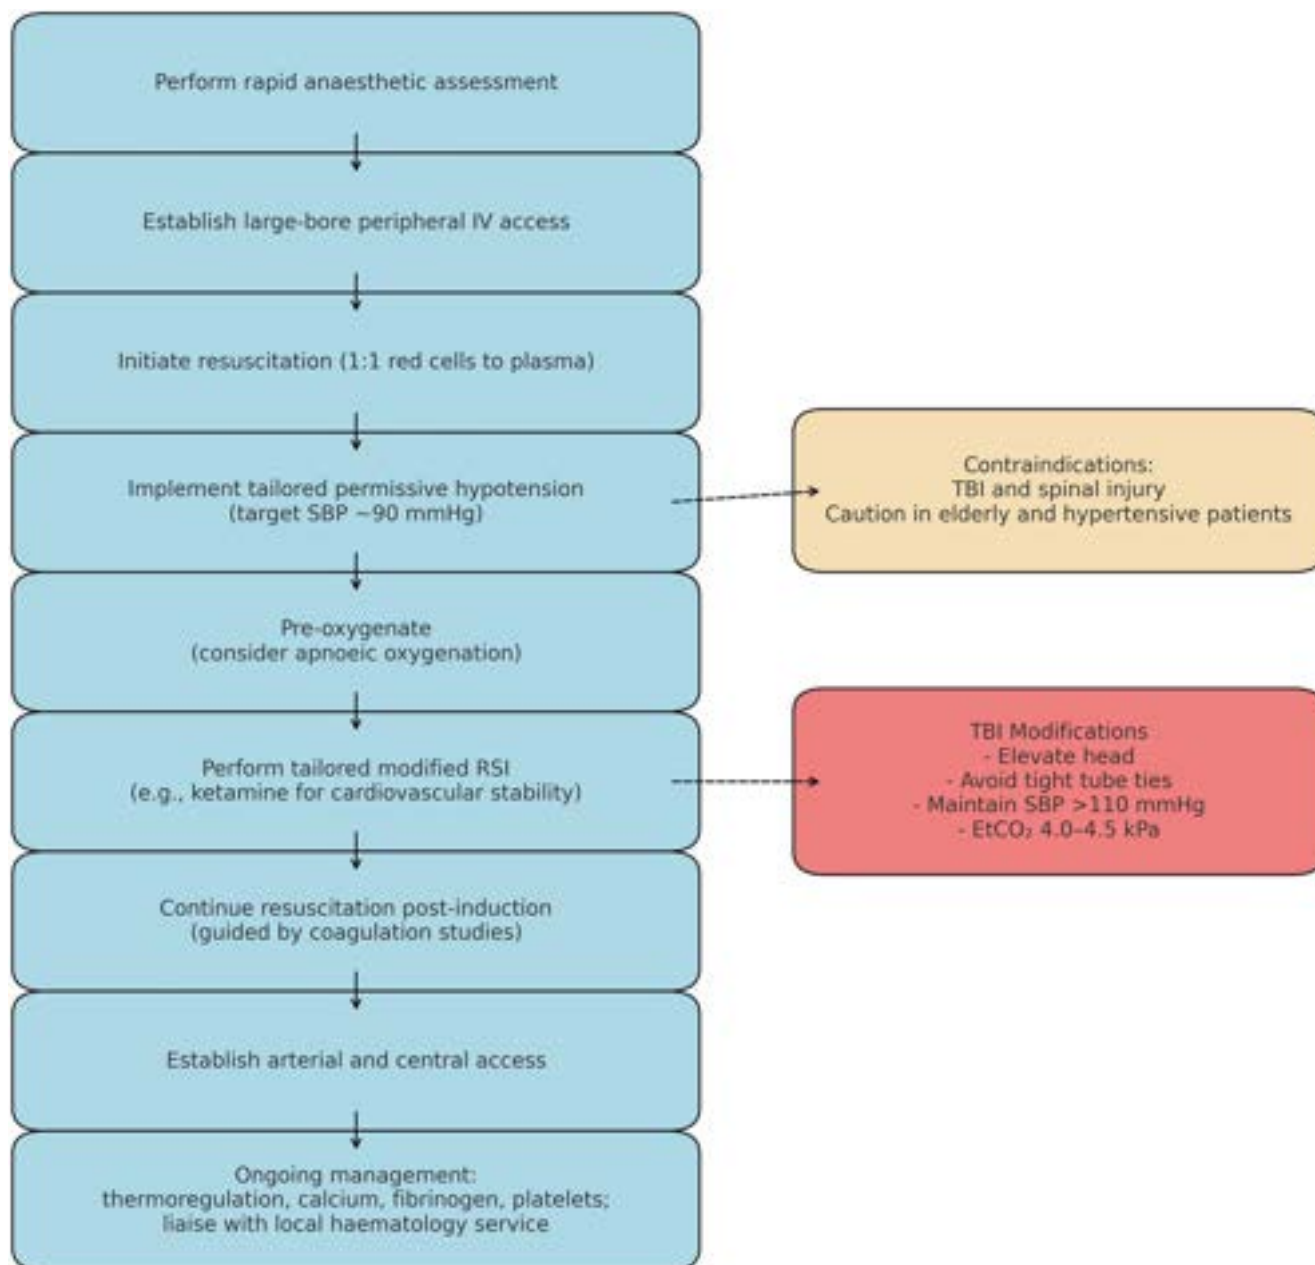 Perform rapid anaesthetic assessment
Establish large-bore peripheral IV access
Initiate resuscitation (1:1 red cells to plasma)
Implement tailored permissive hypotension
(target SBP ~90 mmHg)
Contraindications:
TBI and spinal injury
Caution in elderly and hypertensive patients
Pre-oxygenate
(consider apnoeic oxygenation)
Perform tailored modified RSI
(e.g., ketamine for cardiovascular stability)
TBI Modifications
- Elevate head
- Avoid tight tube ties
- Maintain SBP >110 mmHg
- EtCO₂ 4.0–4.5 kPa
Continue resuscitation post-induction
(guided by coagulation studies)
Establish arterial and central access
Ongoing management:
thermoregulation, calcium, fibrinogen, platelets;
liaise with local haematology service